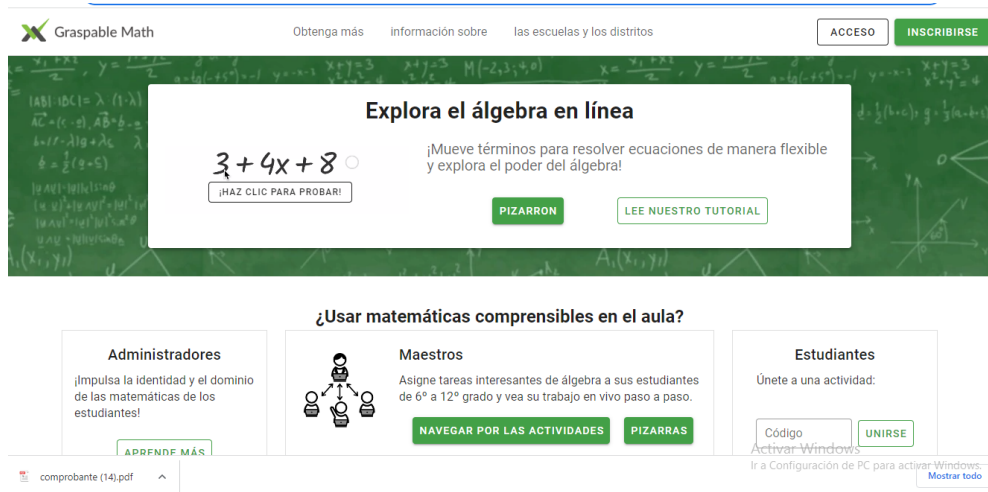 Graspable Math
Obtenga más
información sobre
las escuelas y los distritos
ACCESO
INSCRIBIRSE
Explora el álgebra en línea
3 + 4x + 8
¡HAZ CLIC PARA PROBAR!
¡Mueve términos para resolver ecuaciones de manera flexible
y explora el poder del álgebra!
PIZARRON
LEE NUESTRO TUTORIAL
¿Usar matemáticas comprensibles en el aula?
Administradores
¡Impulsa la identidad y el dominio
de las matemáticas de los
estudiantes!
APRENDE MÁS
Maestros
Asigne tareas interesantes de álgebra a sus estudiantes
de 6º a 12º grado y vea su trabajo en vivo paso a paso.
NAVEGAR POR LAS ACTIVIDADES
PIZARRAS
Estudiantes
Únete a una actividad:
Código
UNIRSE
Activar Windows
Ir a Configuración de PC para activar Windows.
comprobante (14).pdf
Mostrar todo